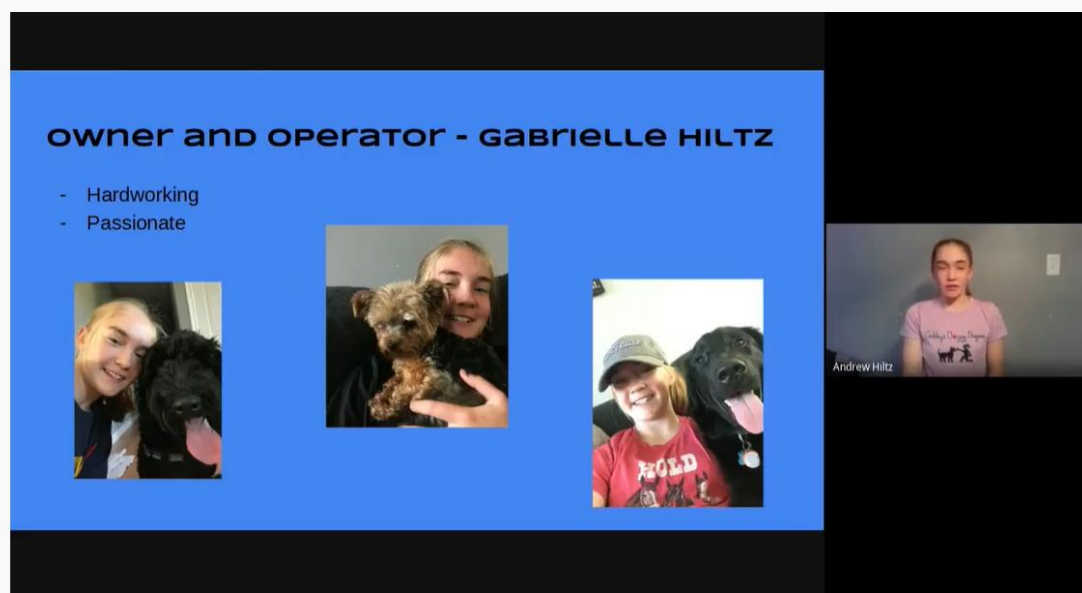 Owner and Operator - Gabrielle Hiltz
- Hardworking
- Passionate
HOLD
Andrew Hiltz